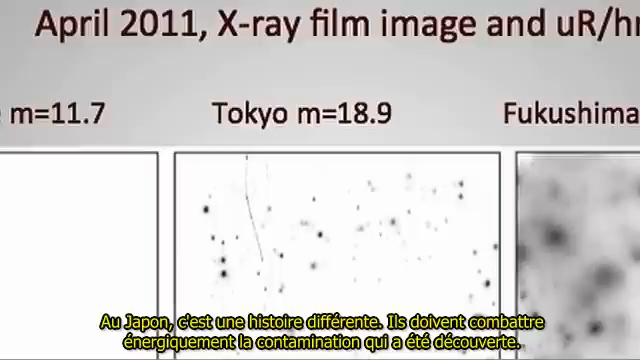 April 2011, X-ray film image and uR/h
m=11.7
Tokyo m=18.9
Fukushima
Au Japon, c'est une histoire différente. Ils doivent combattre
énergiquement la contamination qui a été découverte.